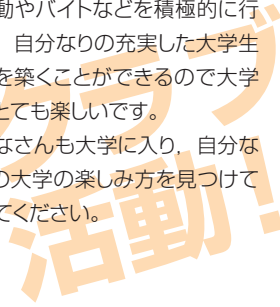 動やバイトなどを積極的に行
自分なりの充実した大学生
を築くことができるので大学
とても楽しいです。
なさんも大学に入り，自分な
の大学の楽しみ方を見つけて
てください。
クラブ
活動！